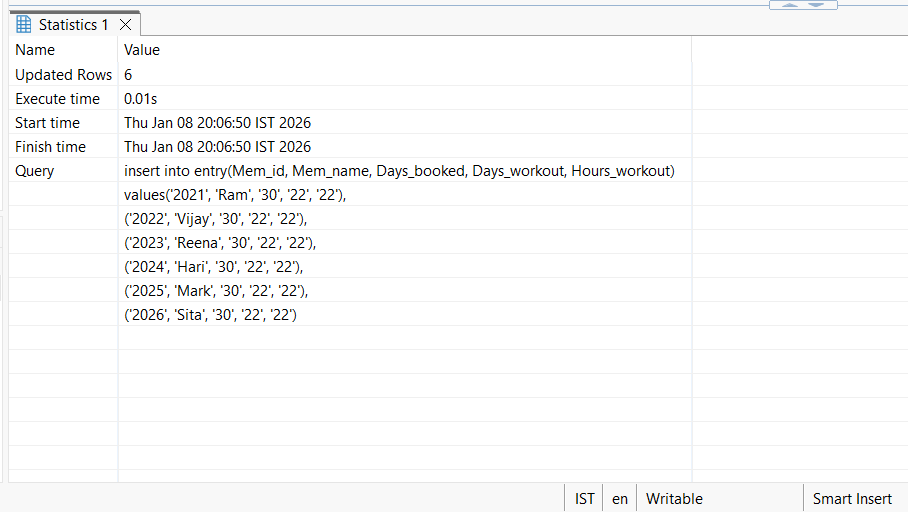 Statistics 1
Name Value
Updated Rows 6
Execute time 0.01s
Start time Thu Jan 08 20:06:50 IST 2026
Finish time Thu Jan 08 20:06:50 IST 2026
Query insert into entry(Mem_id, Mem_name, Days_booked, Days_workout, Hours_workout)
values('2021', 'Ram', '30', '22', '22'),
('2022', 'Vijay', '30', '22', '22'),
('2023', 'Reena', '30', '22', '22'),
('2024', 'Hari', '30', '22', '22'),
('2025', 'Mark', '30', '22', '22'),
('2026', 'Sita', '30', '22', '22')
IST en Writable Smart Insert